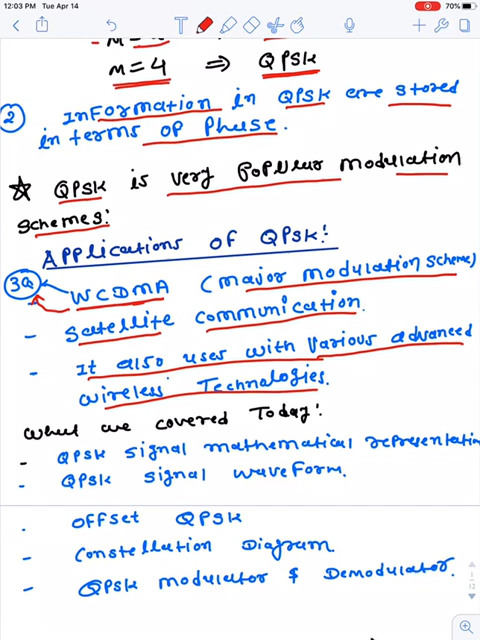 12:03 PM Tue Apr 14
70%
M = 4 ⇒ QPSK
② Information in QPSK are stored
in terms of Phase.
☆ QPSK is very Populur modulation
schemes:
Applications of QPSK!
3G
WCDMA (major modulation scheme)
- Satellite communication.
- It also uses with various advanced
wireless Technologies.
What we covered Today!
- QPSK signal mathematical representation
- QPSK signal waveform.
. OFFset QPSK
- Constellation Diagram.
- QPSK modulator & Demodulator.
1
12